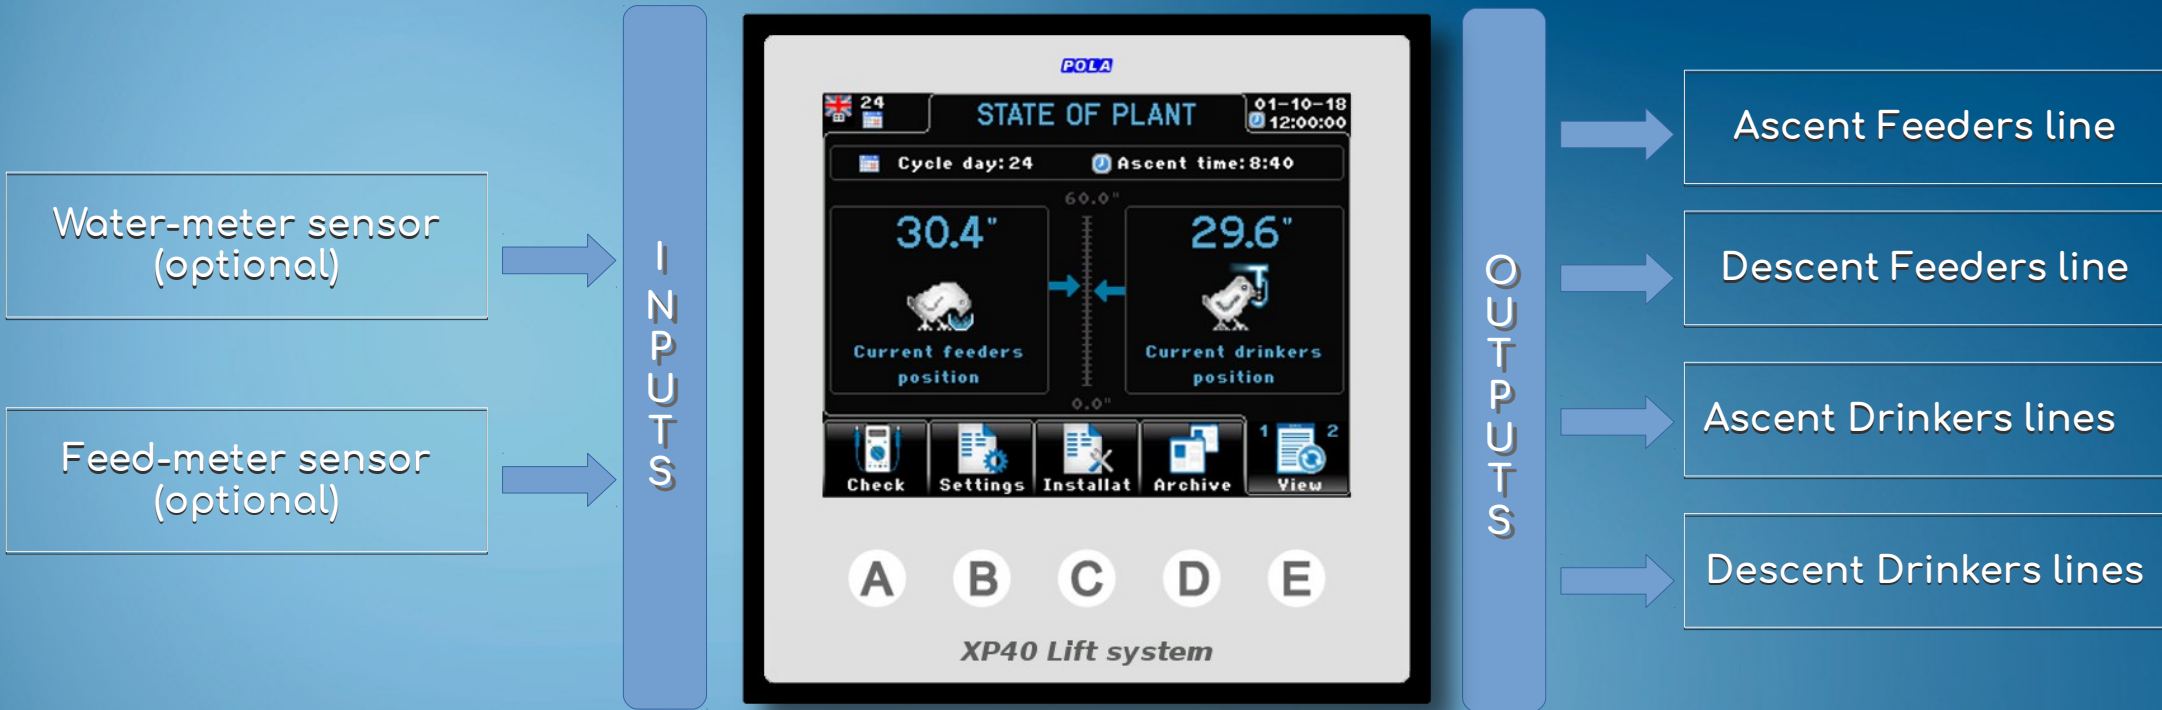 Water-meter sensor
(optional)
Feed-meter sensor
(optional)
INPUTS
POLA
24
STATE OF PLANT
01-10-18
12:00:00
Cycle day:24
Ascent time:8:40
60.0"
30.4"
29.6"
Current feeders
position
Current drinkers
position
0.0"
1 2
Check Settings Installat Archive View
A B C D E
XP40 Lift system
OUTPUTS
Ascent Feeders line
Descent Feeders line
Ascent Drinkers lines
Descent Drinkers lines